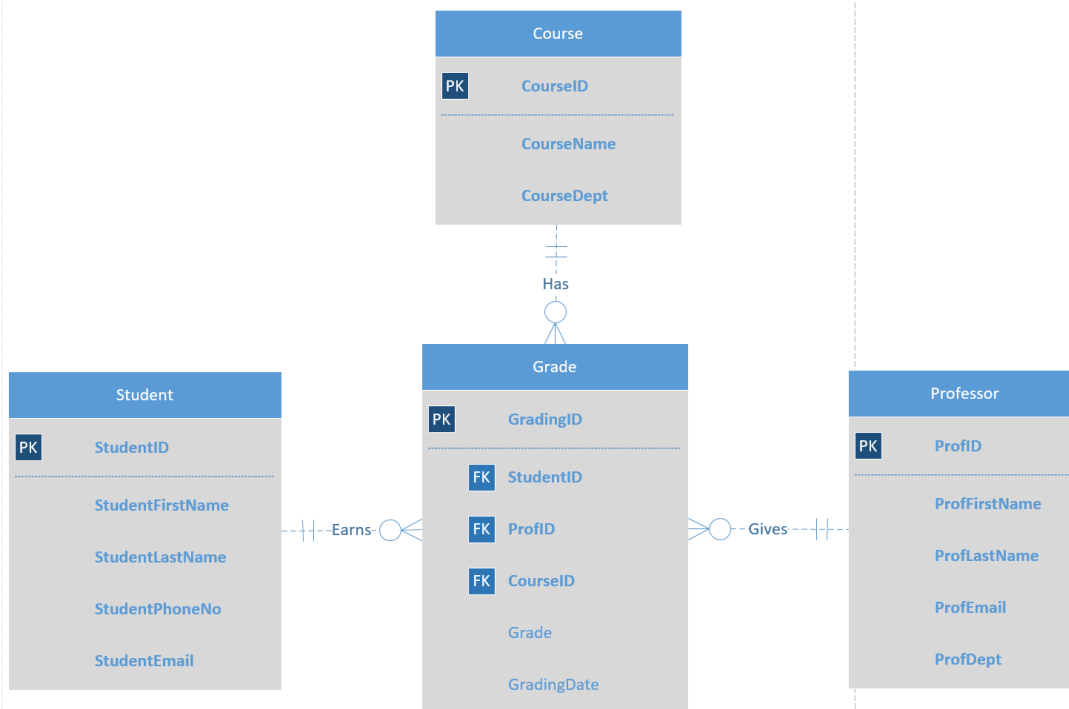 Course
PK CourseID
CourseName
CourseDept
Has
Grade
PK GradingID
FK StudentID
FK ProfID
FK CourseID
Grade
GradingDate
Student
PK StudentID
StudentFirstName
StudentLastName
StudentPhoneNo
StudentEmail
Earns
Gives
Professor
PK ProfID
ProfFirstName
ProfLastName
ProfEmail
ProfDept